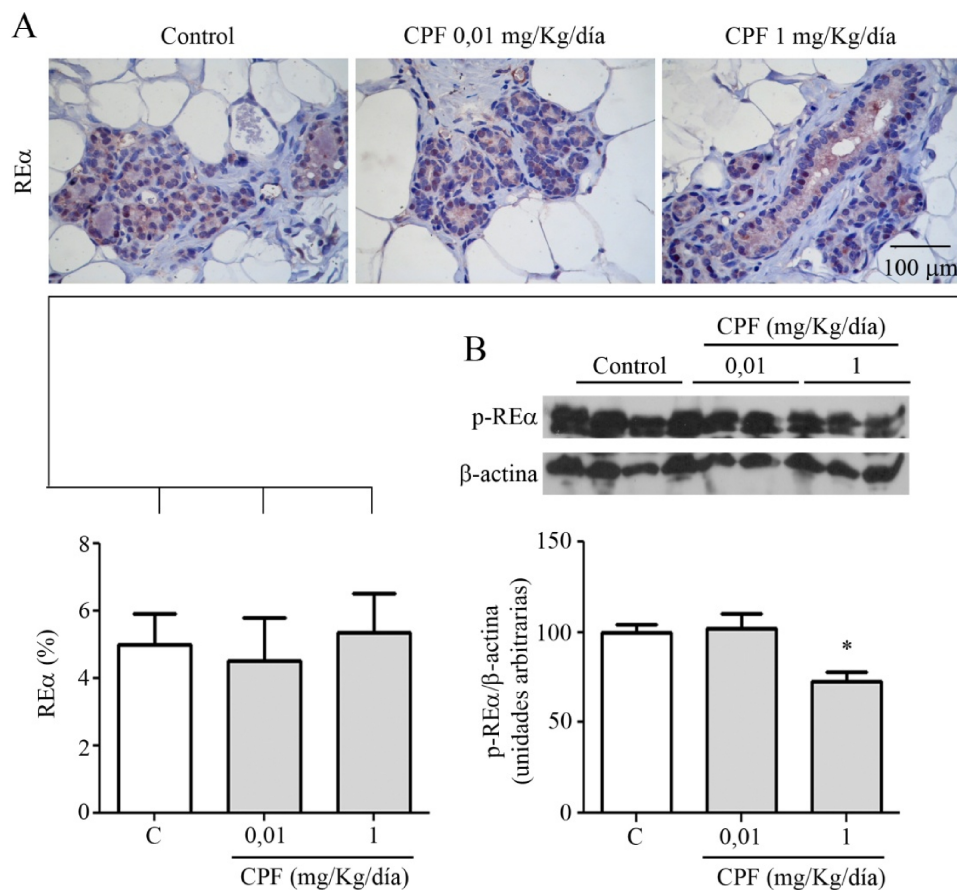 A
Control
CPF 0,01 mg/Kg/día
CPF 1 mg/Kg/día
REα
100 µm
B
CPF (mg/Kg/día)
Control
0,01
1
p-REα
β-actina
8
6
4
2
0
REα (%)
C
0,01
1
CPF (mg/Kg/día)
150
100
50
0
p-REα/β-actina
(unidades arbitrarias)
*
C
0,01
1
CPF (mg/Kg/día)